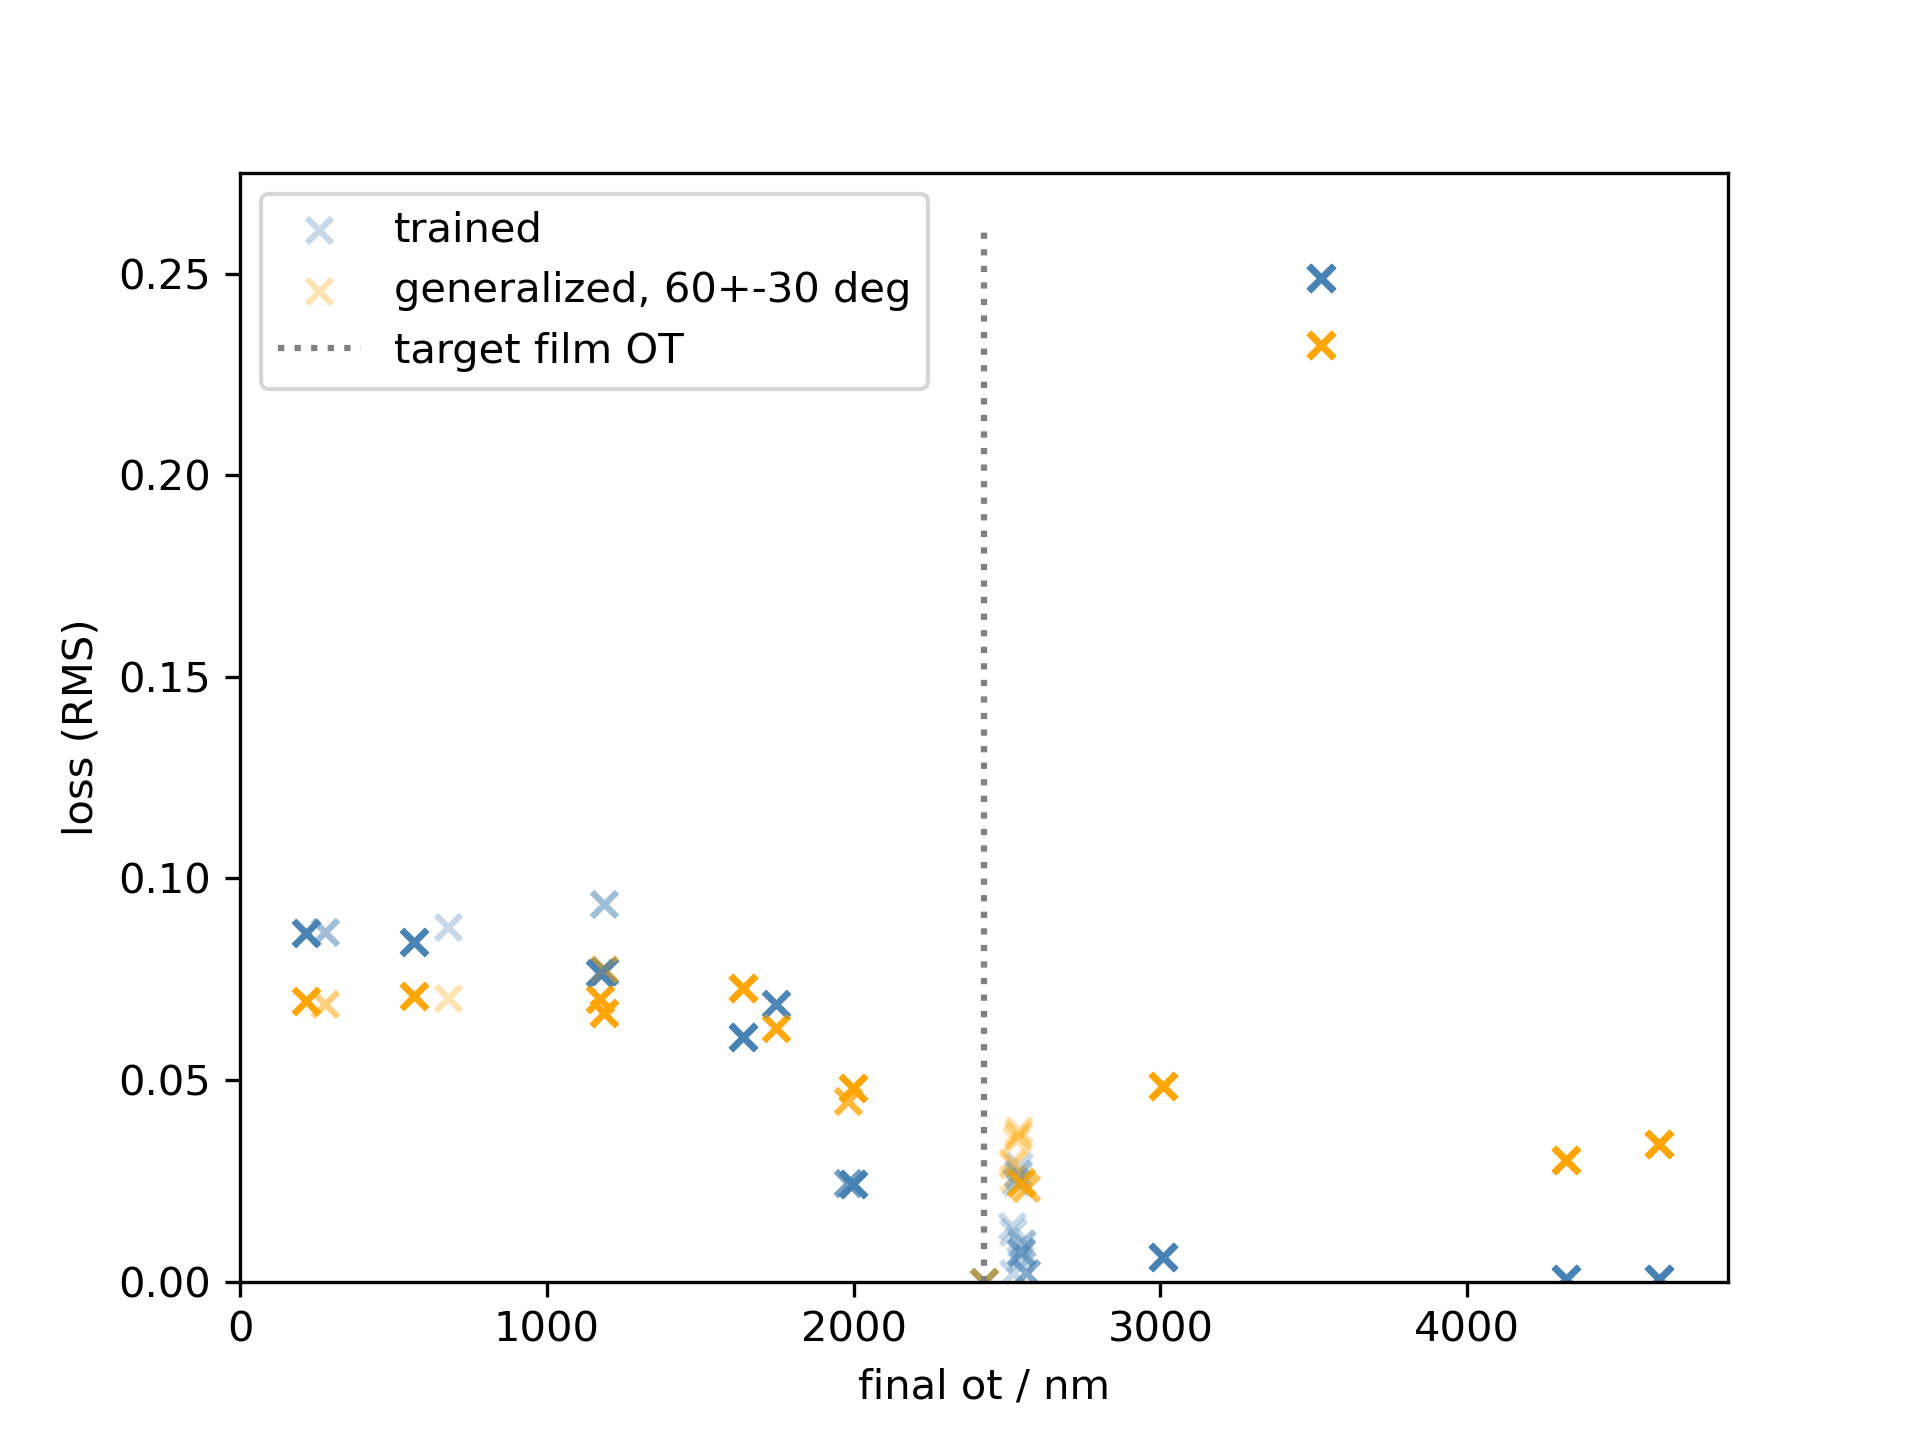 trained
generalized, 60+-30 deg
target film OT
0.25
0.20
0.15
0.10
0.05
0.00
loss (RMS)
0 1000 2000 3000 4000
final ot / nm